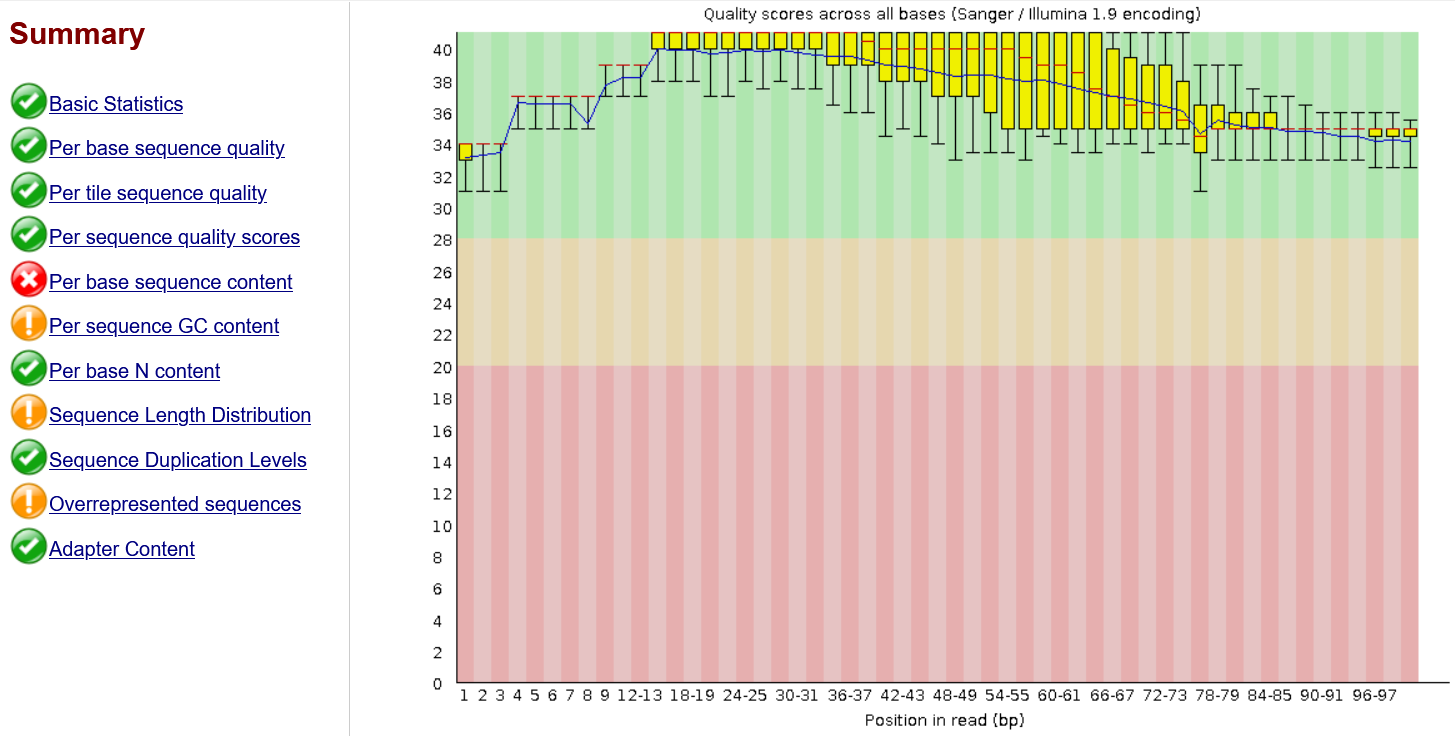 Summary
Basic Statistics
Per base sequence quality
Per tile sequence quality
Per sequence quality scores
Per base sequence content
Per sequence GC content
Per base N content
Sequence Length Distribution
Sequence Duplication Levels
Overrepresented sequences
Adapter Content
Quality scores across all bases (Sanger / Illumina 1.9 encoding)
40
38
36
34
32
30
28
26
24
22
20
18
16
14
12
10
8
6
4
2
0
1 2 3 4 5 6 7 8 9 12-13 18-19 24-25 30-31 36-37 42-43 48-49 54-55 60-61 66-67 72-73 78-79 84-85 90-91 96-97
Position in read (bp)